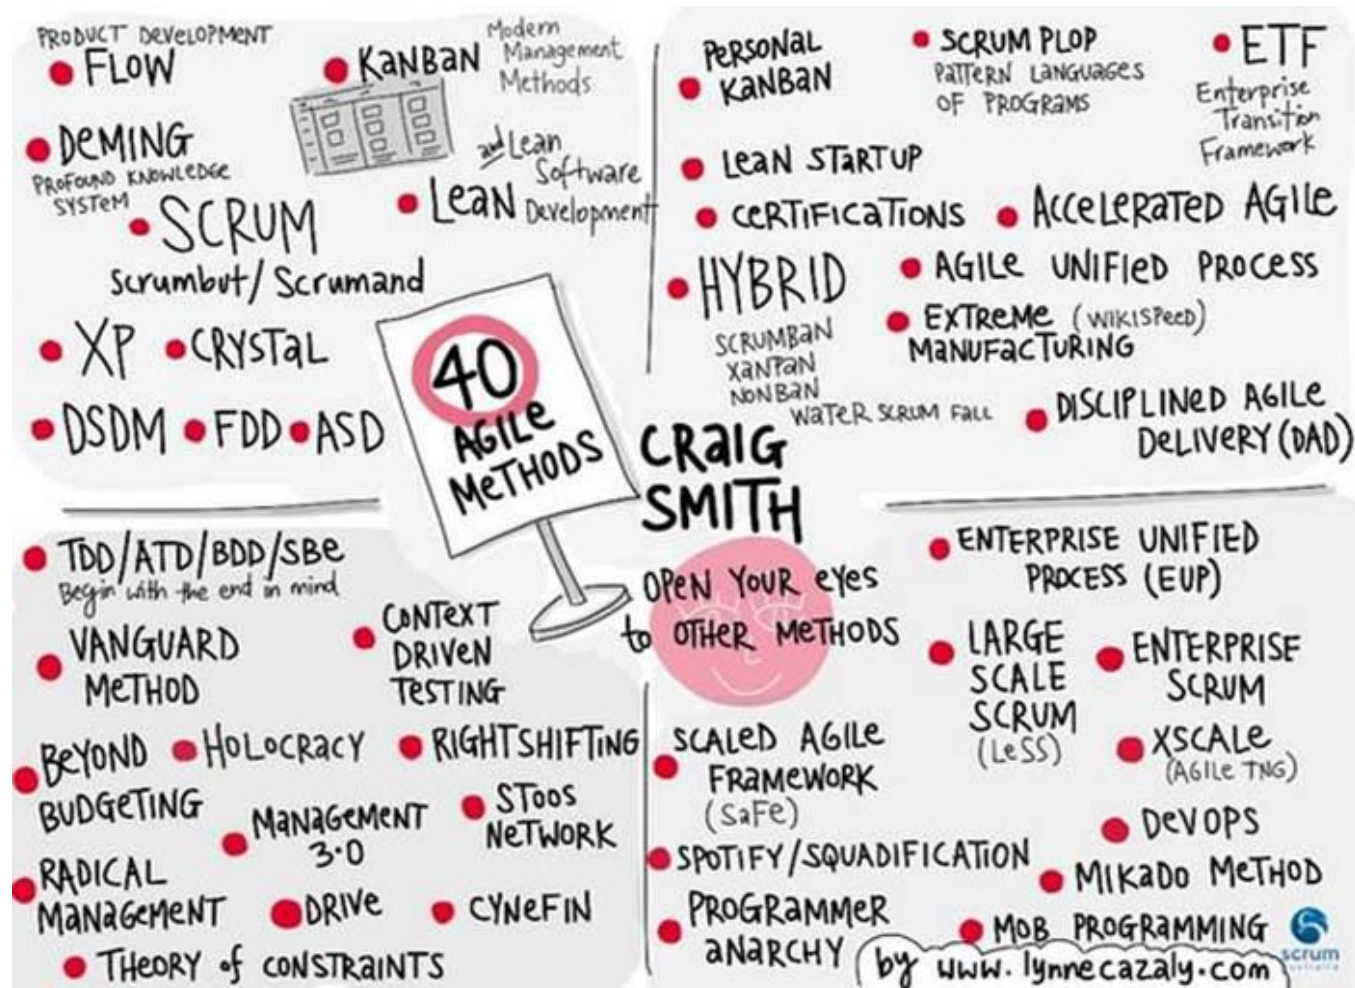 PRODUCT DEVELOPMENT
FLOW
KANBAN
Modern
Management
Methods
DEMING
PROFOUND KNOWLEDGE
SYSTEM
and Lean
Software
LEAN Development
SCRUM
Scrumbut/Scrumand
XP
CRYSTAL
DSDM
FDD
ASD
40
AGILE
METHODS
CRAIG
SMITH
OPEN YOUR EYES
to OTHER METHODS
PERSONAL
KANBAN
SCRUM PLOP
PATTERN LANGUAGES
OF PROGRAMS
ETF
Enterprise
Transition
Framework
LEAN STARTUP
CERTIFICATIONS
ACCELERATED AGILE
HYBRID
SCRUMBAN
XANPAN
NONBAN
WATER SCRUM FALL
AGILE UNIFIED PROCESS
EXTREME (WIKISPEED)
MANUFACTURING
DISCIPLINED AGILE
DELIVERY (DAD)
TDD/ATD/BDD/SBE
Begin with the end in mind
VANGUARD
METHOD
CONTEXT
DRIVEN
TESTING
BEYOND
BUDGETING
HOLOCRACY
RIGHTSHIFTING
MANAGEMENT
3.0
STOOS
NETWORK
RADICAL
MANAGEMENT
DRIVE
CYNEFIN
THEORY of CONSTRAINTS
ENTERPRISE UNIFIED
PROCESS (EUP)
LARGE
SCALE
SCRUM
(LeSS)
ENTERPRISE
SCRUM
SCALED AGILE
FRAMEWORK
(SaFe)
XSCALE
(AGILE TNG)
DEVOPS
SPOTIFY/SQUADIFICATION
MIKADO METHOD
PROGRAMMER
ANARCHY
MOB PROGRAMMING
by www.lynnecazaly.com
scrum